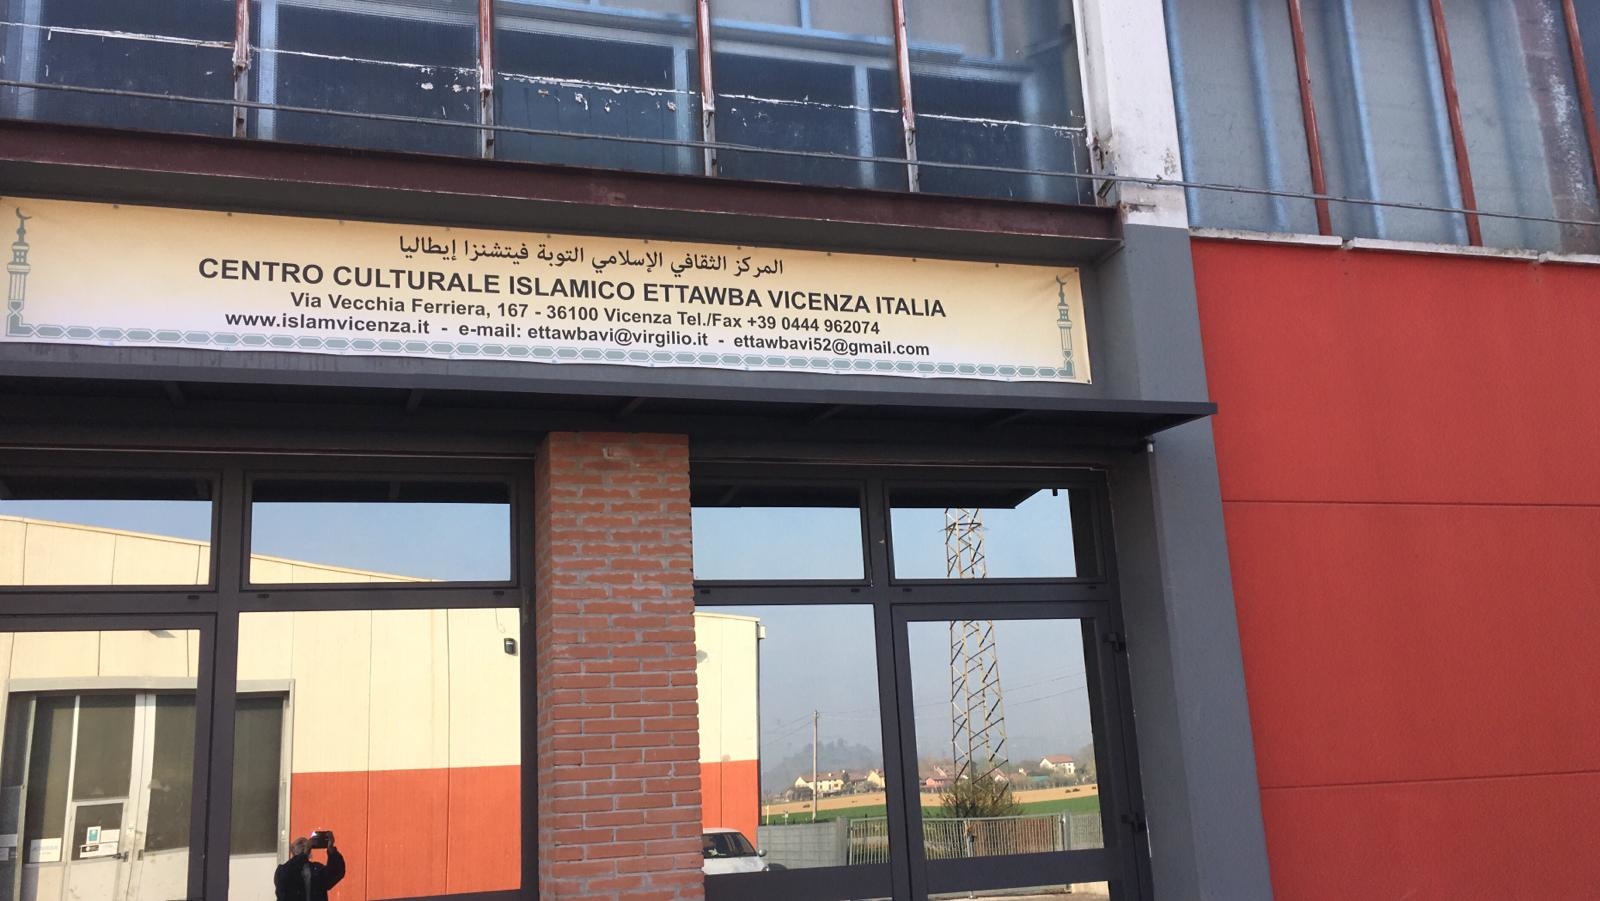 المركز الثقافي الإسلامي التوبة فيتشنزا إيطاليا
CENTRO CULTURALE ISLAMICO ETTAWBA VICENZA ITALIA
Via Vecchia Ferriera, 167 - 36100 Vicenza Tel./Fax +39 0444 962074
www.islamvicenza.it - e-mail: ettawbavi@virgilio.it - ettawbavi52@gmail.com